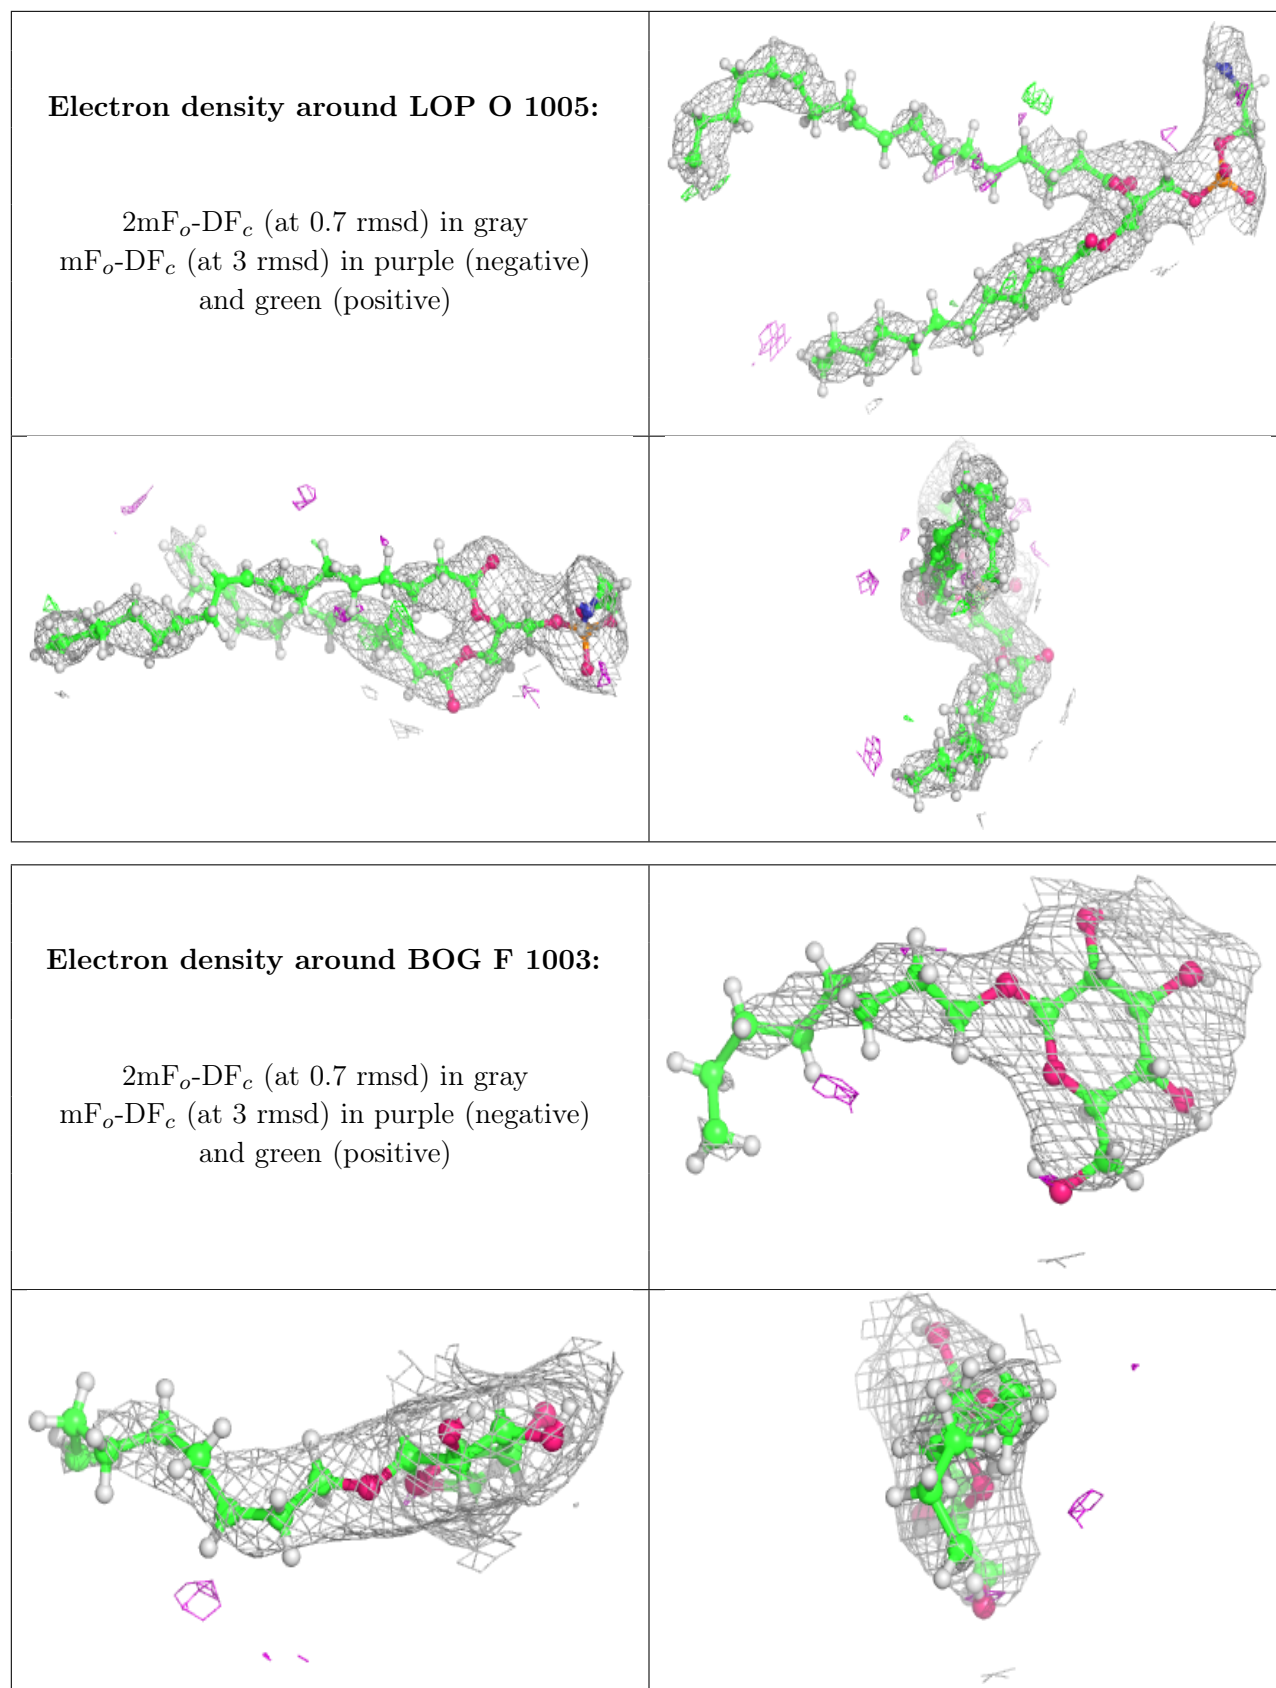 Electron density around LOP O 1005:
2mFo-DFc (at 0.7 rmsd) in gray
mFo-DFc (at 3 rmsd) in purple (negative)
and green (positive)
Electron density around BOG F 1003:
2mFo-DFc (at 0.7 rmsd) in gray
mFo-DFc (at 3 rmsd) in purple (negative)
and green (positive)